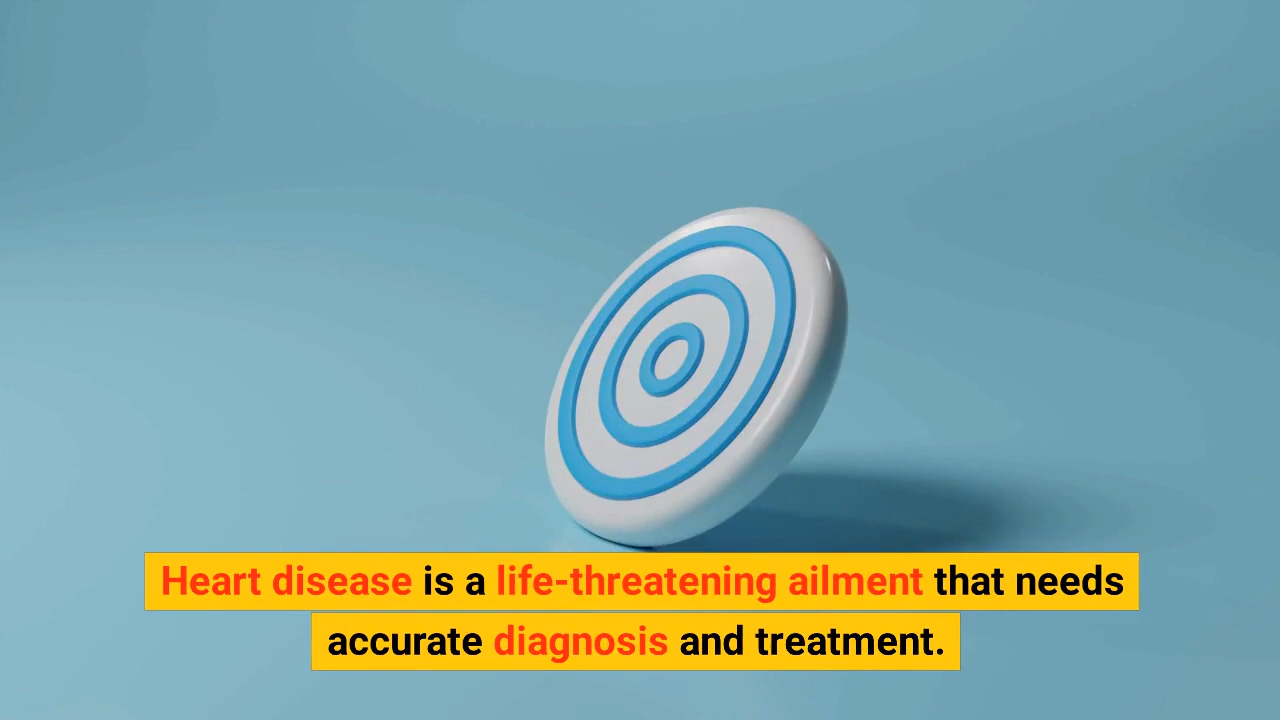 Heart disease is a life-threatening ailment that needs
accurate diagnosis and treatment.